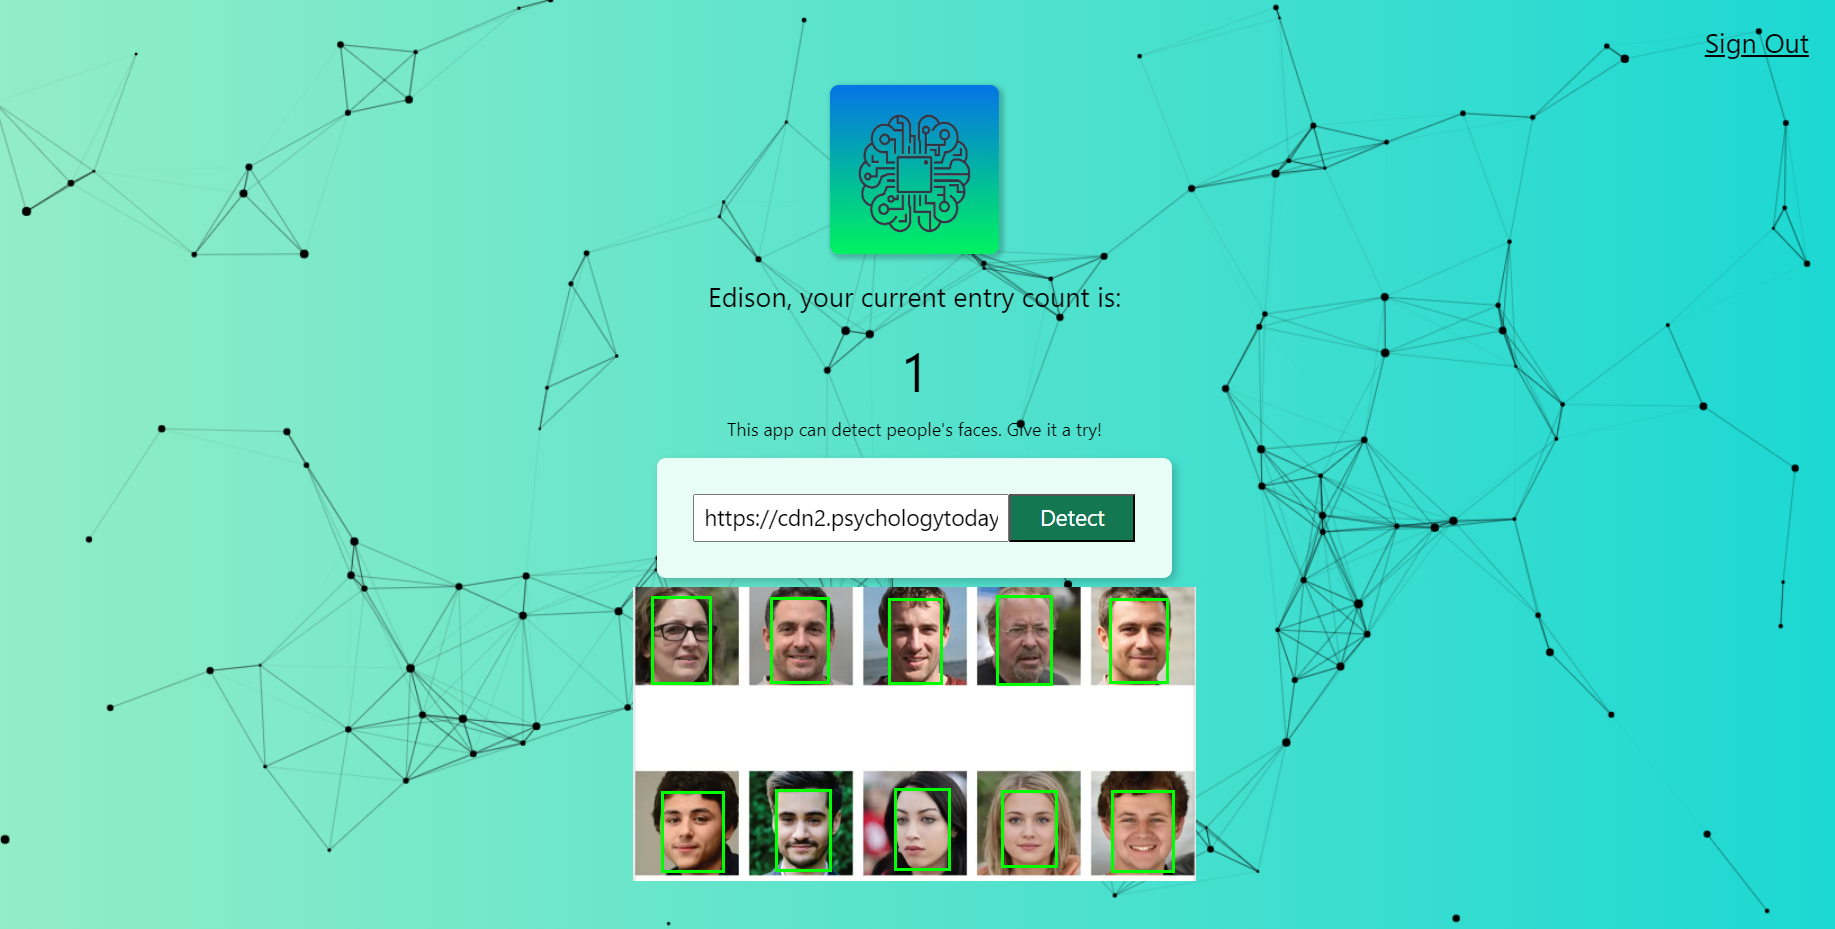 Sign Out
Edison, your current entry count is:
1
This app can detect people's faces. Give it a try!
https://cdn2.psychologytoday
Detect